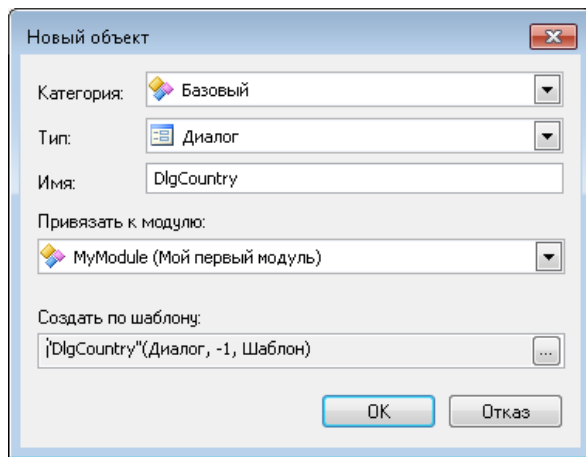 Новый объект
Категория: Базовый
Тип: Диалог
Имя: DlgCountry
Привязать к модулю:
MyModule (Мой первый модуль)
Создать по шаблону:
"DlgCountry"(Диалог, -1, Шаблон)
...
OK Отказ